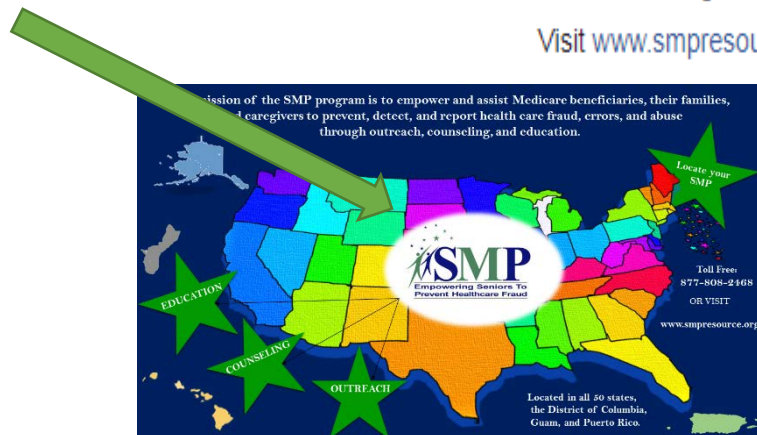 Visit www.smpresou
ission of the SMP program is to empower and assist Medicare beneficiaries, their families,
caregivers to prevent, detect, and report health care fraud, errors, and abuse
through outreach, counseling, and education.
Locate your
SMP
SMP
Empowering Seniors To
Prevent Healthcare Fraud
Toll Free:
877-808-2468
OR VISIT
www.smpresource.org
EDUCATION
COUNSELING
OUTREACH
Located in all 50 states,
the District of Columbia,
Guam, and Puerto Rico.